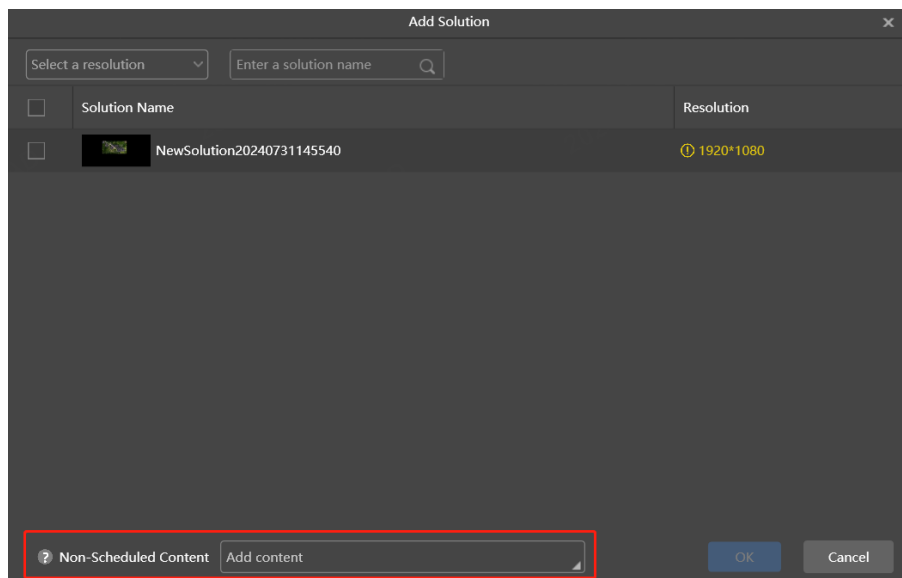 Add Solution
Select a resolution
Enter a solution name
Solution Name
Resolution
NewSolution20240731145540
1920*1080
Non-Scheduled Content
Add content
OK
Cancel